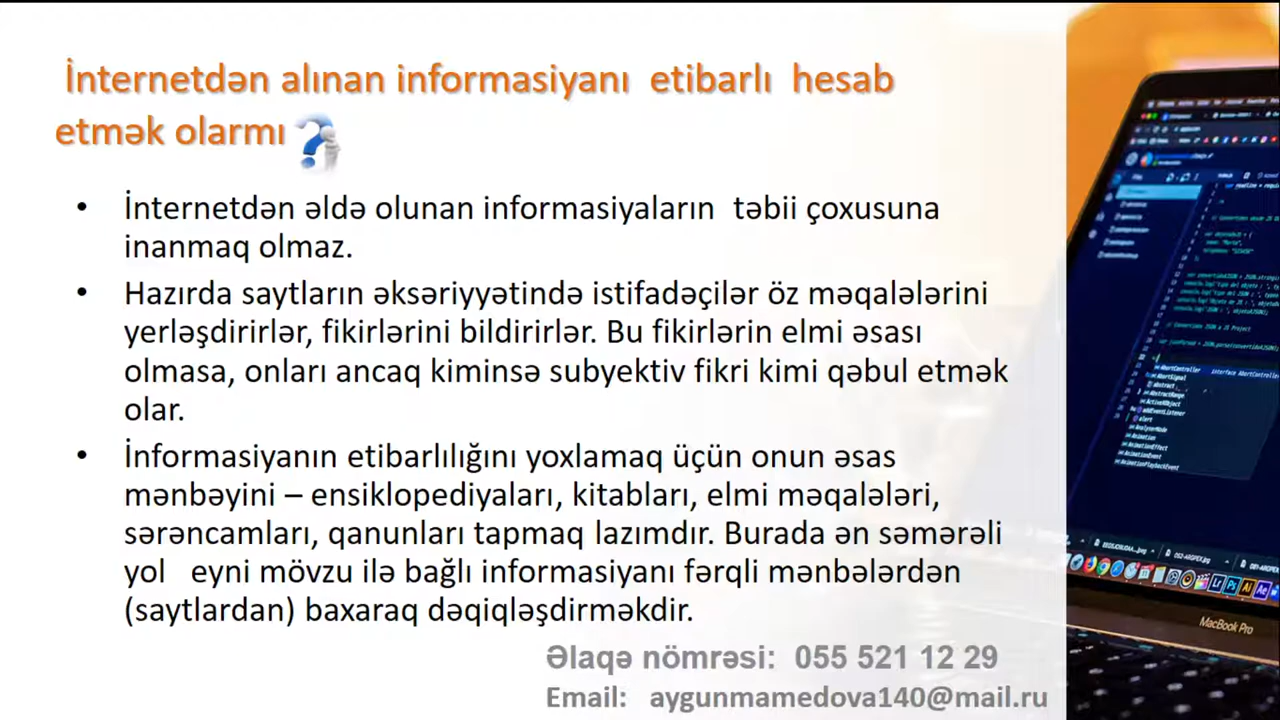 İnternetdən alınan informasiyanı etibarlı hesab
etmək olarmı
• İnternetdən əldə olunan informasiyaların təbii çoxusuna
inanmaq olmaz.
• Hazırda saytların əksəriyyətində istifadəçilər öz məqalələrini
yerləşdirirlər, fikirlərini bildirirlər. Bu fikirlərin elmi əsası
olmasa, onları ancaq kiminsə subyektiv fikri kimi qəbul etmək
olar.
• İnformasiyanın etibarlılığını yoxlamaq üçün onun əsas
mənbəyini – ensiklopediyaları, kitabları, elmi məqalələri,
sərəncamları, qanunları tapmaq lazımdır. Burada ən səmərəli
yol eyni mövzu ilə bağlı informasiyanı fərqli mənbələrdən
(saytlardan) baxaraq dəqiqləşdirməkdir.
Əlaqə nömrəsi: 055 521 12 29
Email: aygunmamedova140@mail.ru
MacBook Pro